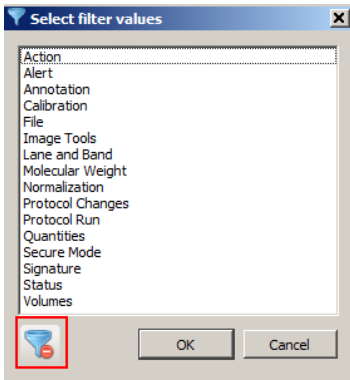 Select filter values
Action
Alert
Annotation
Calibration
File
Image Tools
Lane and Band
Molecular Weight
Normalization
Protocol Changes
Protocol Run
Quantities
Secure Mode
Signature
Status
Volumes
OK Cancel